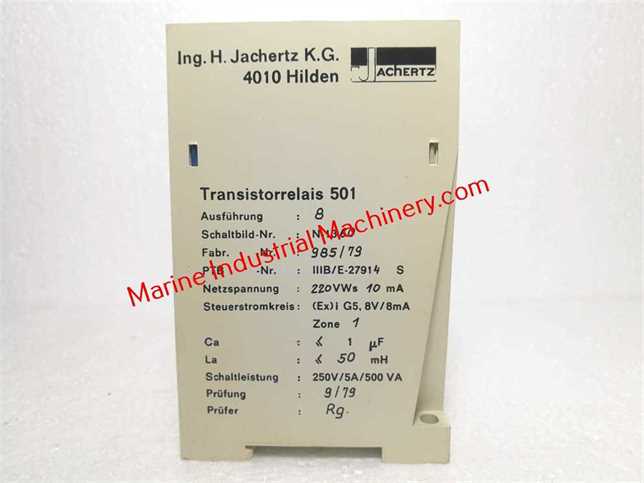 Ing. H. Jachertz K.G.
4010 Hilden
JACHERTZ
Transistorrelais 501
Ausführung : 8
Schaltbild-Nr. : N 1360
Fabr. - Nr. : 985/79
PTB -Nr. : IIIB/E-27914 S
Netzspannung : 220VWs 10 mA
Steuerstromkreis : (Ex)i G5, 8V/8mA
Zone 1
Ca : ≤ 1 µF
La : ≤ 50 mH
Schaltleistung : 250V/5A/500 VA
Prüfung : 9/79
Prüfer : Rg.
Marine Industrial Machinery.com